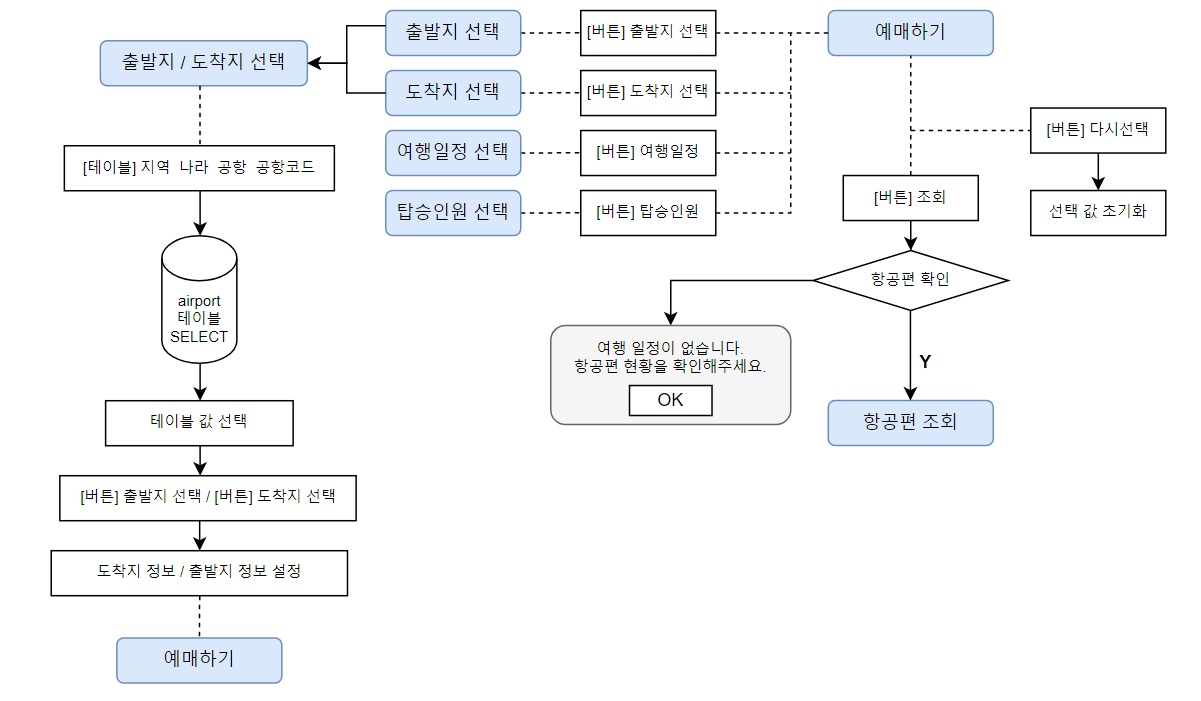 출발지 선택
[버튼] 출발지 선택
예매하기
출발지 / 도착지 선택
도착지 선택
[버튼] 도착지 선택
여행일정 선택
[버튼] 여행일정
[버튼] 다시선택
[테이블] 지역 나라 공항 공항코드
탑승인원 선택
[버튼] 탑승인원
[버튼] 조회
선택 값 초기화
airport
테이블
SELECT
항공편 확인
여행 일정이 없습니다.
항공편 현황을 확인해주세요.
OK
Y
테이블 값 선택
항공편 조회
[버튼] 출발지 선택 / [버튼] 도착지 선택
도착지 정보 / 출발지 정보 설정
예매하기